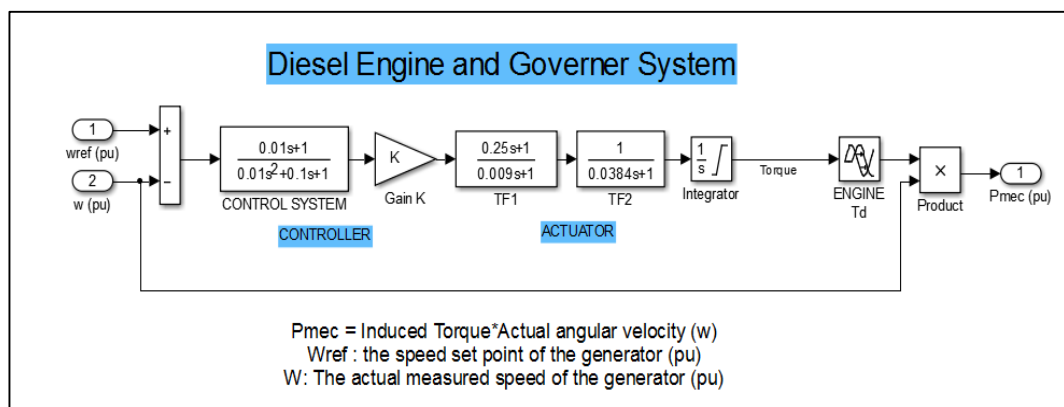 Diesel Engine and Governer System
1
wref (pu)
2
w (pu)
+
−
0.01s+1
0.01s²+0.1s+1
CONTROL SYSTEM
CONTROLLER
K
Gain K
0.25s+1
0.009s+1
TF1
1
0.0384s+1
TF2
ACTUATOR
1
s
Integrator
Torque
ENGINE
Td
×
Product
1
Pmec (pu)
Pmec = Induced Torque*Actual angular velocity (w)
Wref : the speed set point of the generator (pu)
W: The actual measured speed of the generator (pu)